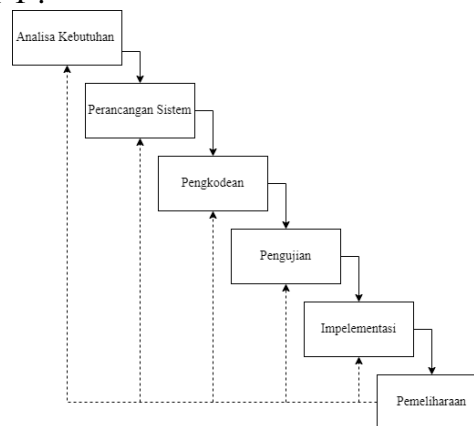 Analisa Kebutuhan
Perancangan Sistem
Pengkodean
Pengujian
Impelementasi
Pemeliharaan